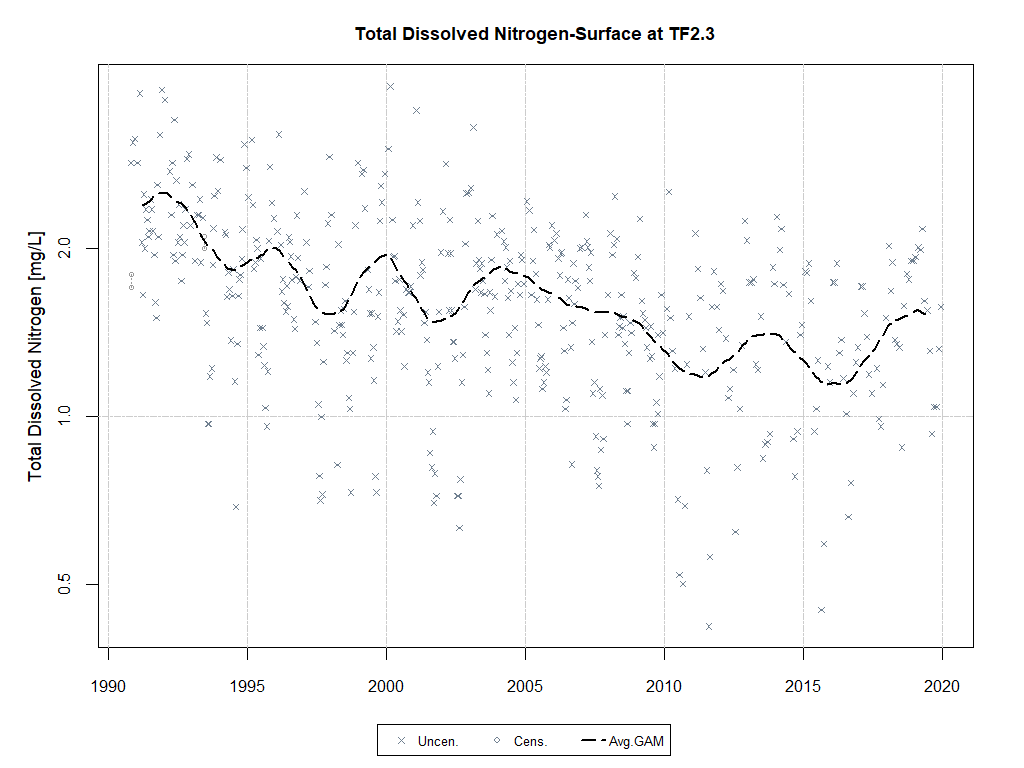 Total Dissolved Nitrogen-Surface at TF2.3
Total Dissolved Nitrogen [mg/L]
2.0
1.0
0.5
1990 1995 2000 2005 2010 2015 2020
Uncen. Cens. Avg.GAM